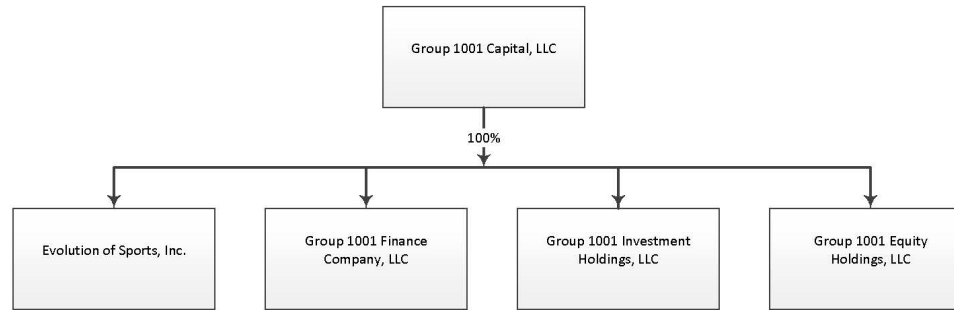 Group 1001 Capital, LLC
100%
Evolution of Sports, Inc.
Group 1001 Finance
Company, LLC
Group 1001 Investment
Holdings, LLC
Group 1001 Equity
Holdings, LLC